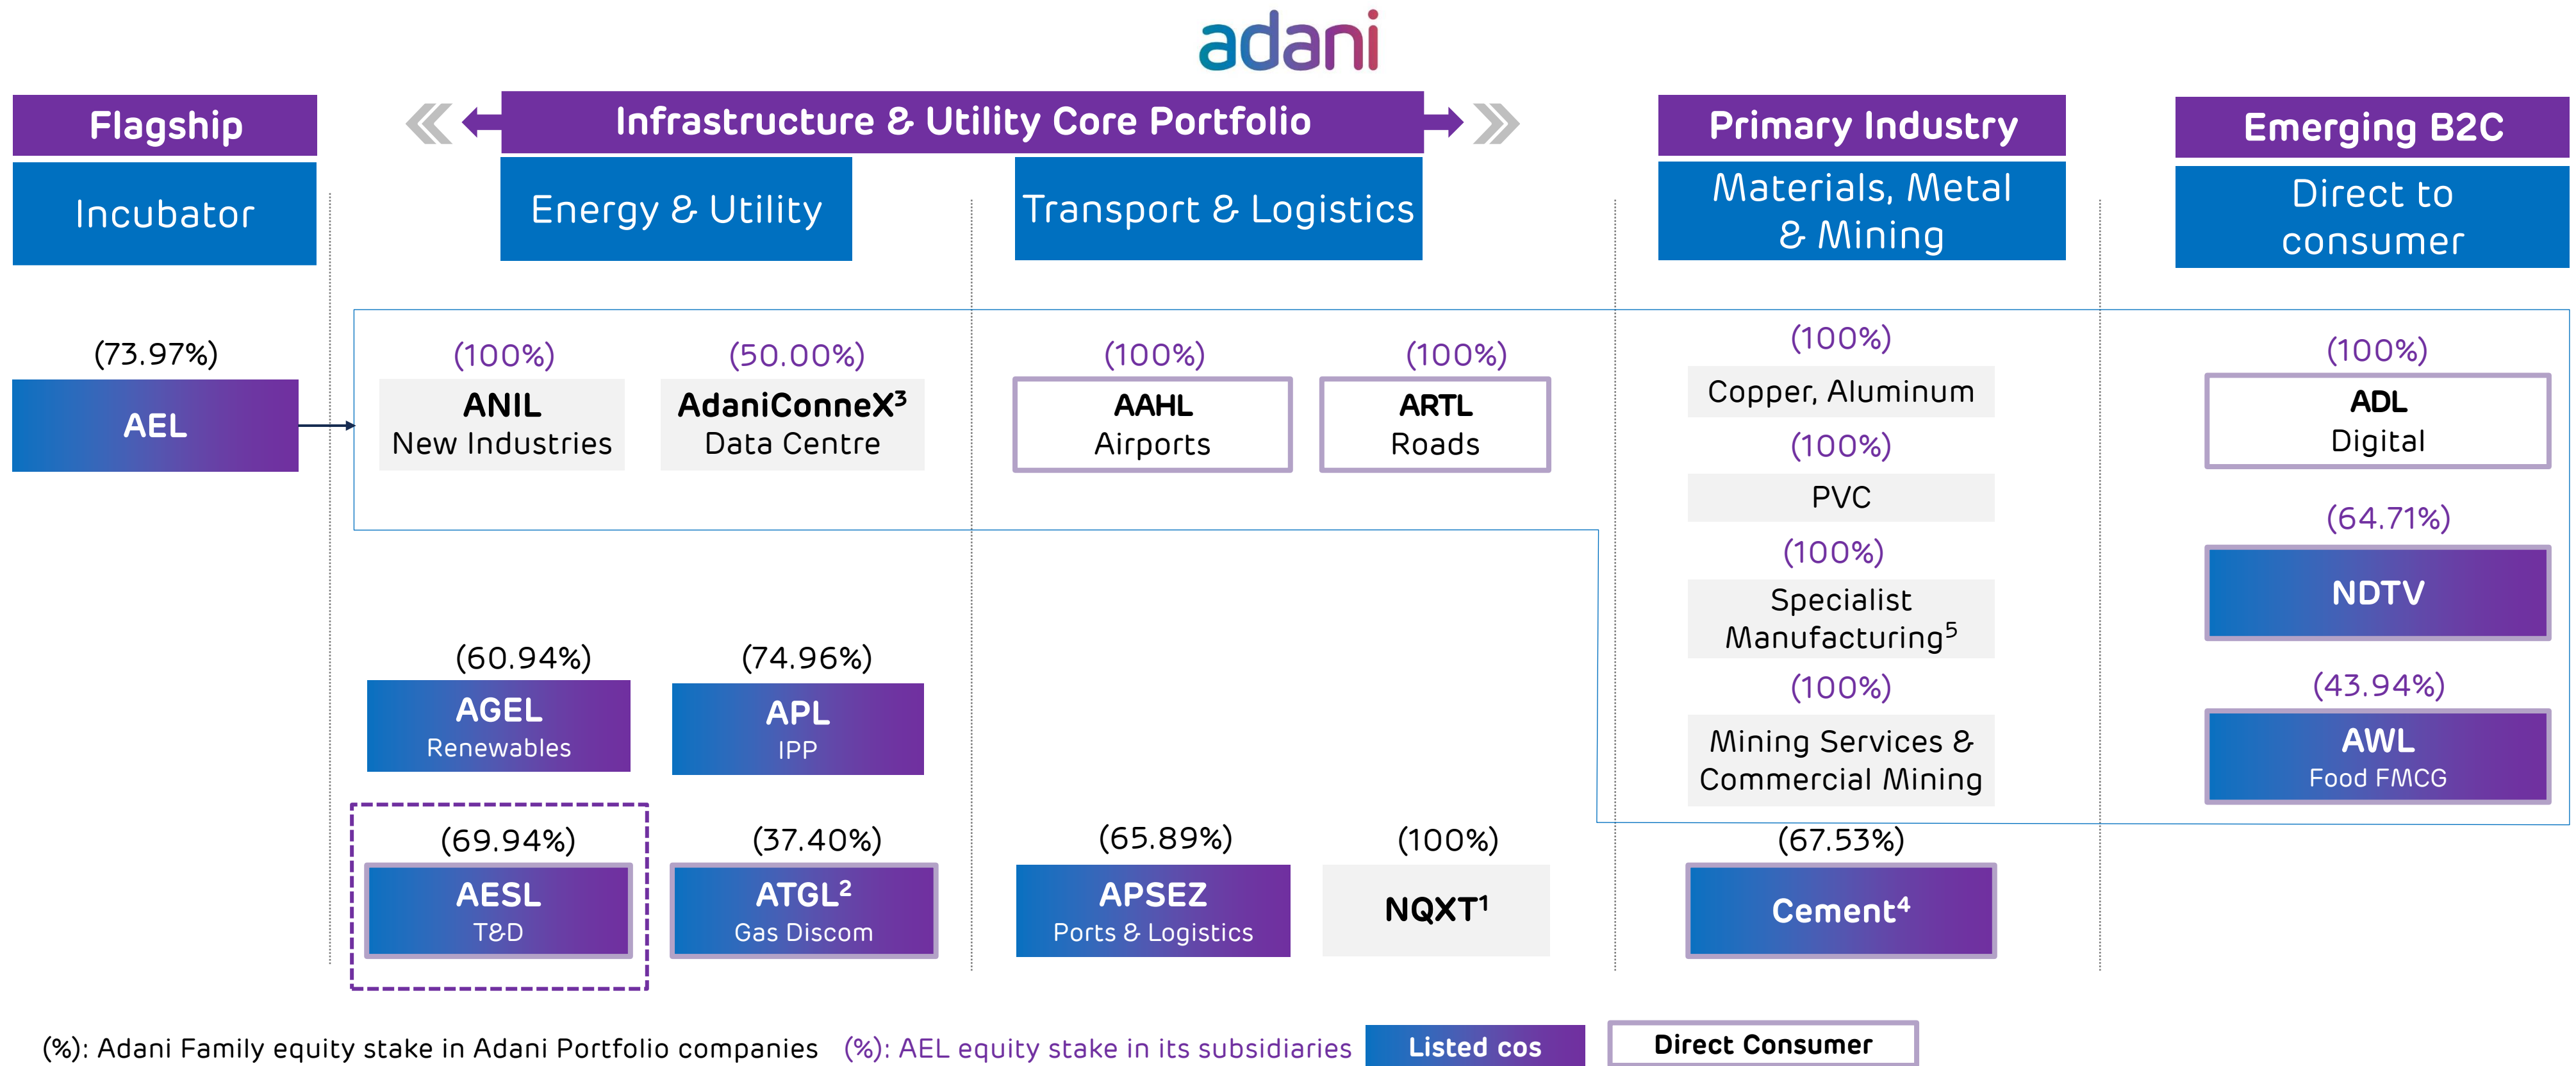 adani
Flagship
Infrastructure & Utility Core Portfolio
Primary Industry
Emerging B2C
Incubator
Energy & Utility
Transport & Logistics
Materials, Metal
& Mining
Direct to
consumer
(73.97%)
AEL
(100%)
ANIL
New Industries
(50.00%)
AdaniConneX³
Data Centre
(100%)
AAHL
Airports
(100%)
ARTL
Roads
(100%)
Copper, Aluminum
(100%)
PVC
(100%)
Specialist
Manufacturing⁵
(100%)
Mining Services &
Commercial Mining
(100%)
ADL
Digital
(64.71%)
NDTV
(43.94%)
AWL
Food FMCG
(60.94%)
AGEL
Renewables
(74.96%)
APL
IPP
(69.94%)
AESL
T&D
(37.40%)
ATGL²
Gas Discom
(65.89%)
APSEZ
Ports & Logistics
(100%)
NQXT¹
(67.53%)
Cement⁴
(%): Adani Family equity stake in Adani Portfolio companies
(%): AEL equity stake in its subsidiaries
Listed cos
Direct Consumer